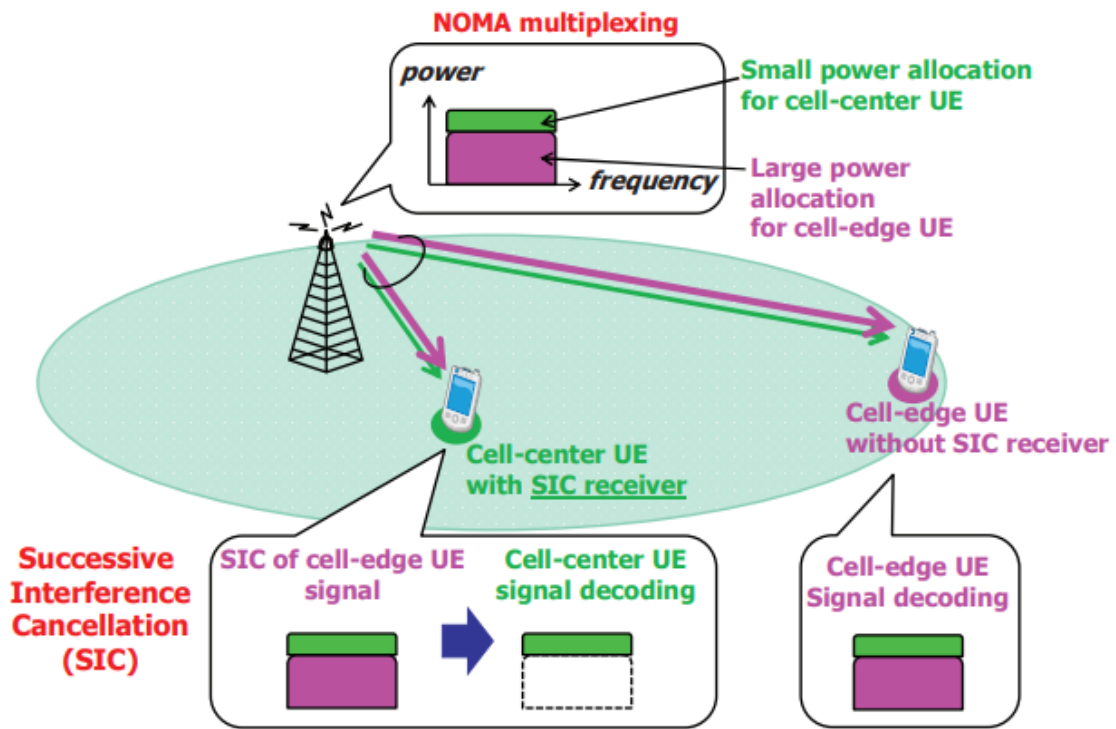 NOMA multiplexing
power
frequency
Small power allocation
for cell-center UE
Large power
allocation
for cell-edge UE
Cell-center UE
with SIC receiver
Cell-edge UE
without SIC receiver
Successive
Interference
Cancellation
(SIC)
SIC of cell-edge UE
signal
Cell-center UE
signal decoding
Cell-edge UE
Signal decoding